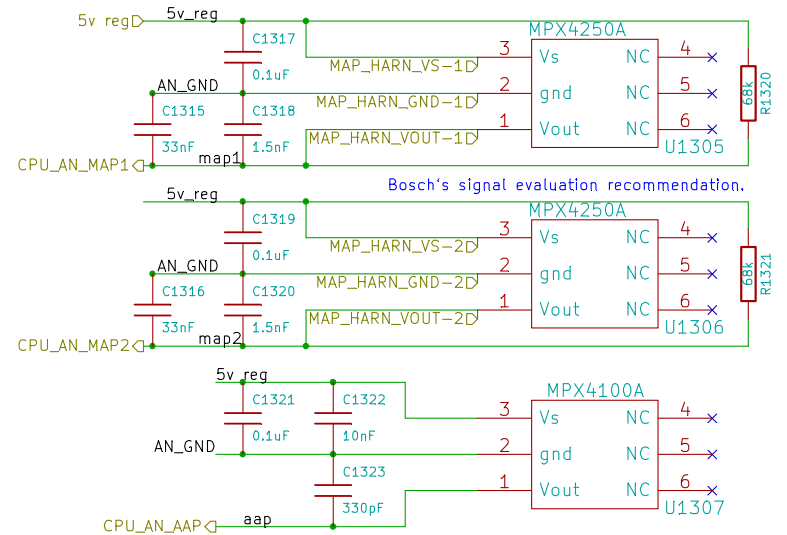 5v_reg
MPX4250A
5v reg
C1317
3
Vs
NC
4
MAP_HARN_VS-1
0.1uF
68k
R1320
AN_GND
2
gnd
NC
5
MAP_HARN_GND-1
C1315
C1318
1
Vout
NC
6
MAP_HARN_VOUT-1
33nF
1.5nF
U1305
map1
CPU_AN_MAP1
Bosch's signal evaluation recommendation.
5v_reg
MPX4250A
C1319
3
Vs
NC
4
MAP_HARN_VS-2
0.1uF
68k
R1321
AN_GND
2
gnd
NC
5
MAP_HARN_GND-2
C1316
C1320
1
Vout
NC
6
MAP_HARN_VOUT-2
33nF
1.5nF
U1306
map2
CPU_AN_MAP2
5v_reg
MPX4100A
C1321
C1322
3
Vs
NC
4
0.1uF
10nF
AN_GND
2
gnd
NC
5
C1323
1
Vout
NC
6
330pF
U1307
aap
CPU_AN_AAP